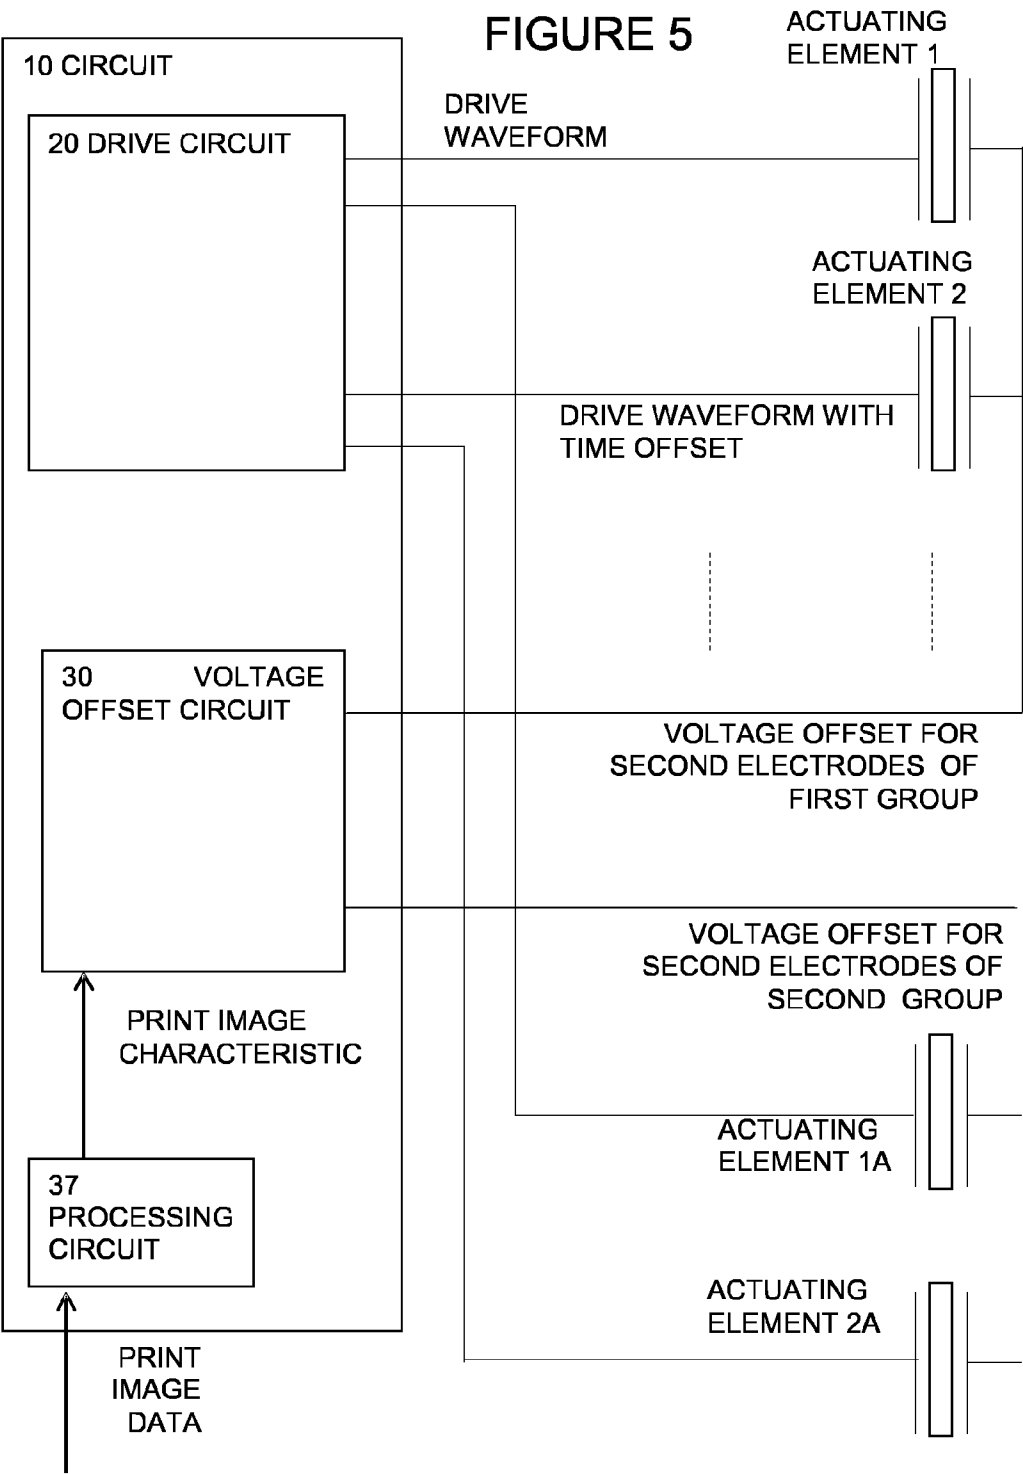 FIGURE 5
ACTUATING
ELEMENT 1
10 CIRCUIT
DRIVE
WAVEFORM
20 DRIVE CIRCUIT
ACTUATING
ELEMENT 2
DRIVE WAVEFORM WITH
TIME OFFSET
30 VOLTAGE
OFFSET CIRCUIT
VOLTAGE OFFSET FOR
SECOND ELECTRODES OF
FIRST GROUP
VOLTAGE OFFSET FOR
SECOND ELECTRODES OF
SECOND GROUP
PRINT IMAGE
CHARACTERISTIC
ACTUATING
ELEMENT 1A
37
PROCESSING
CIRCUIT
ACTUATING
ELEMENT 2A
PRINT
IMAGE
DATA